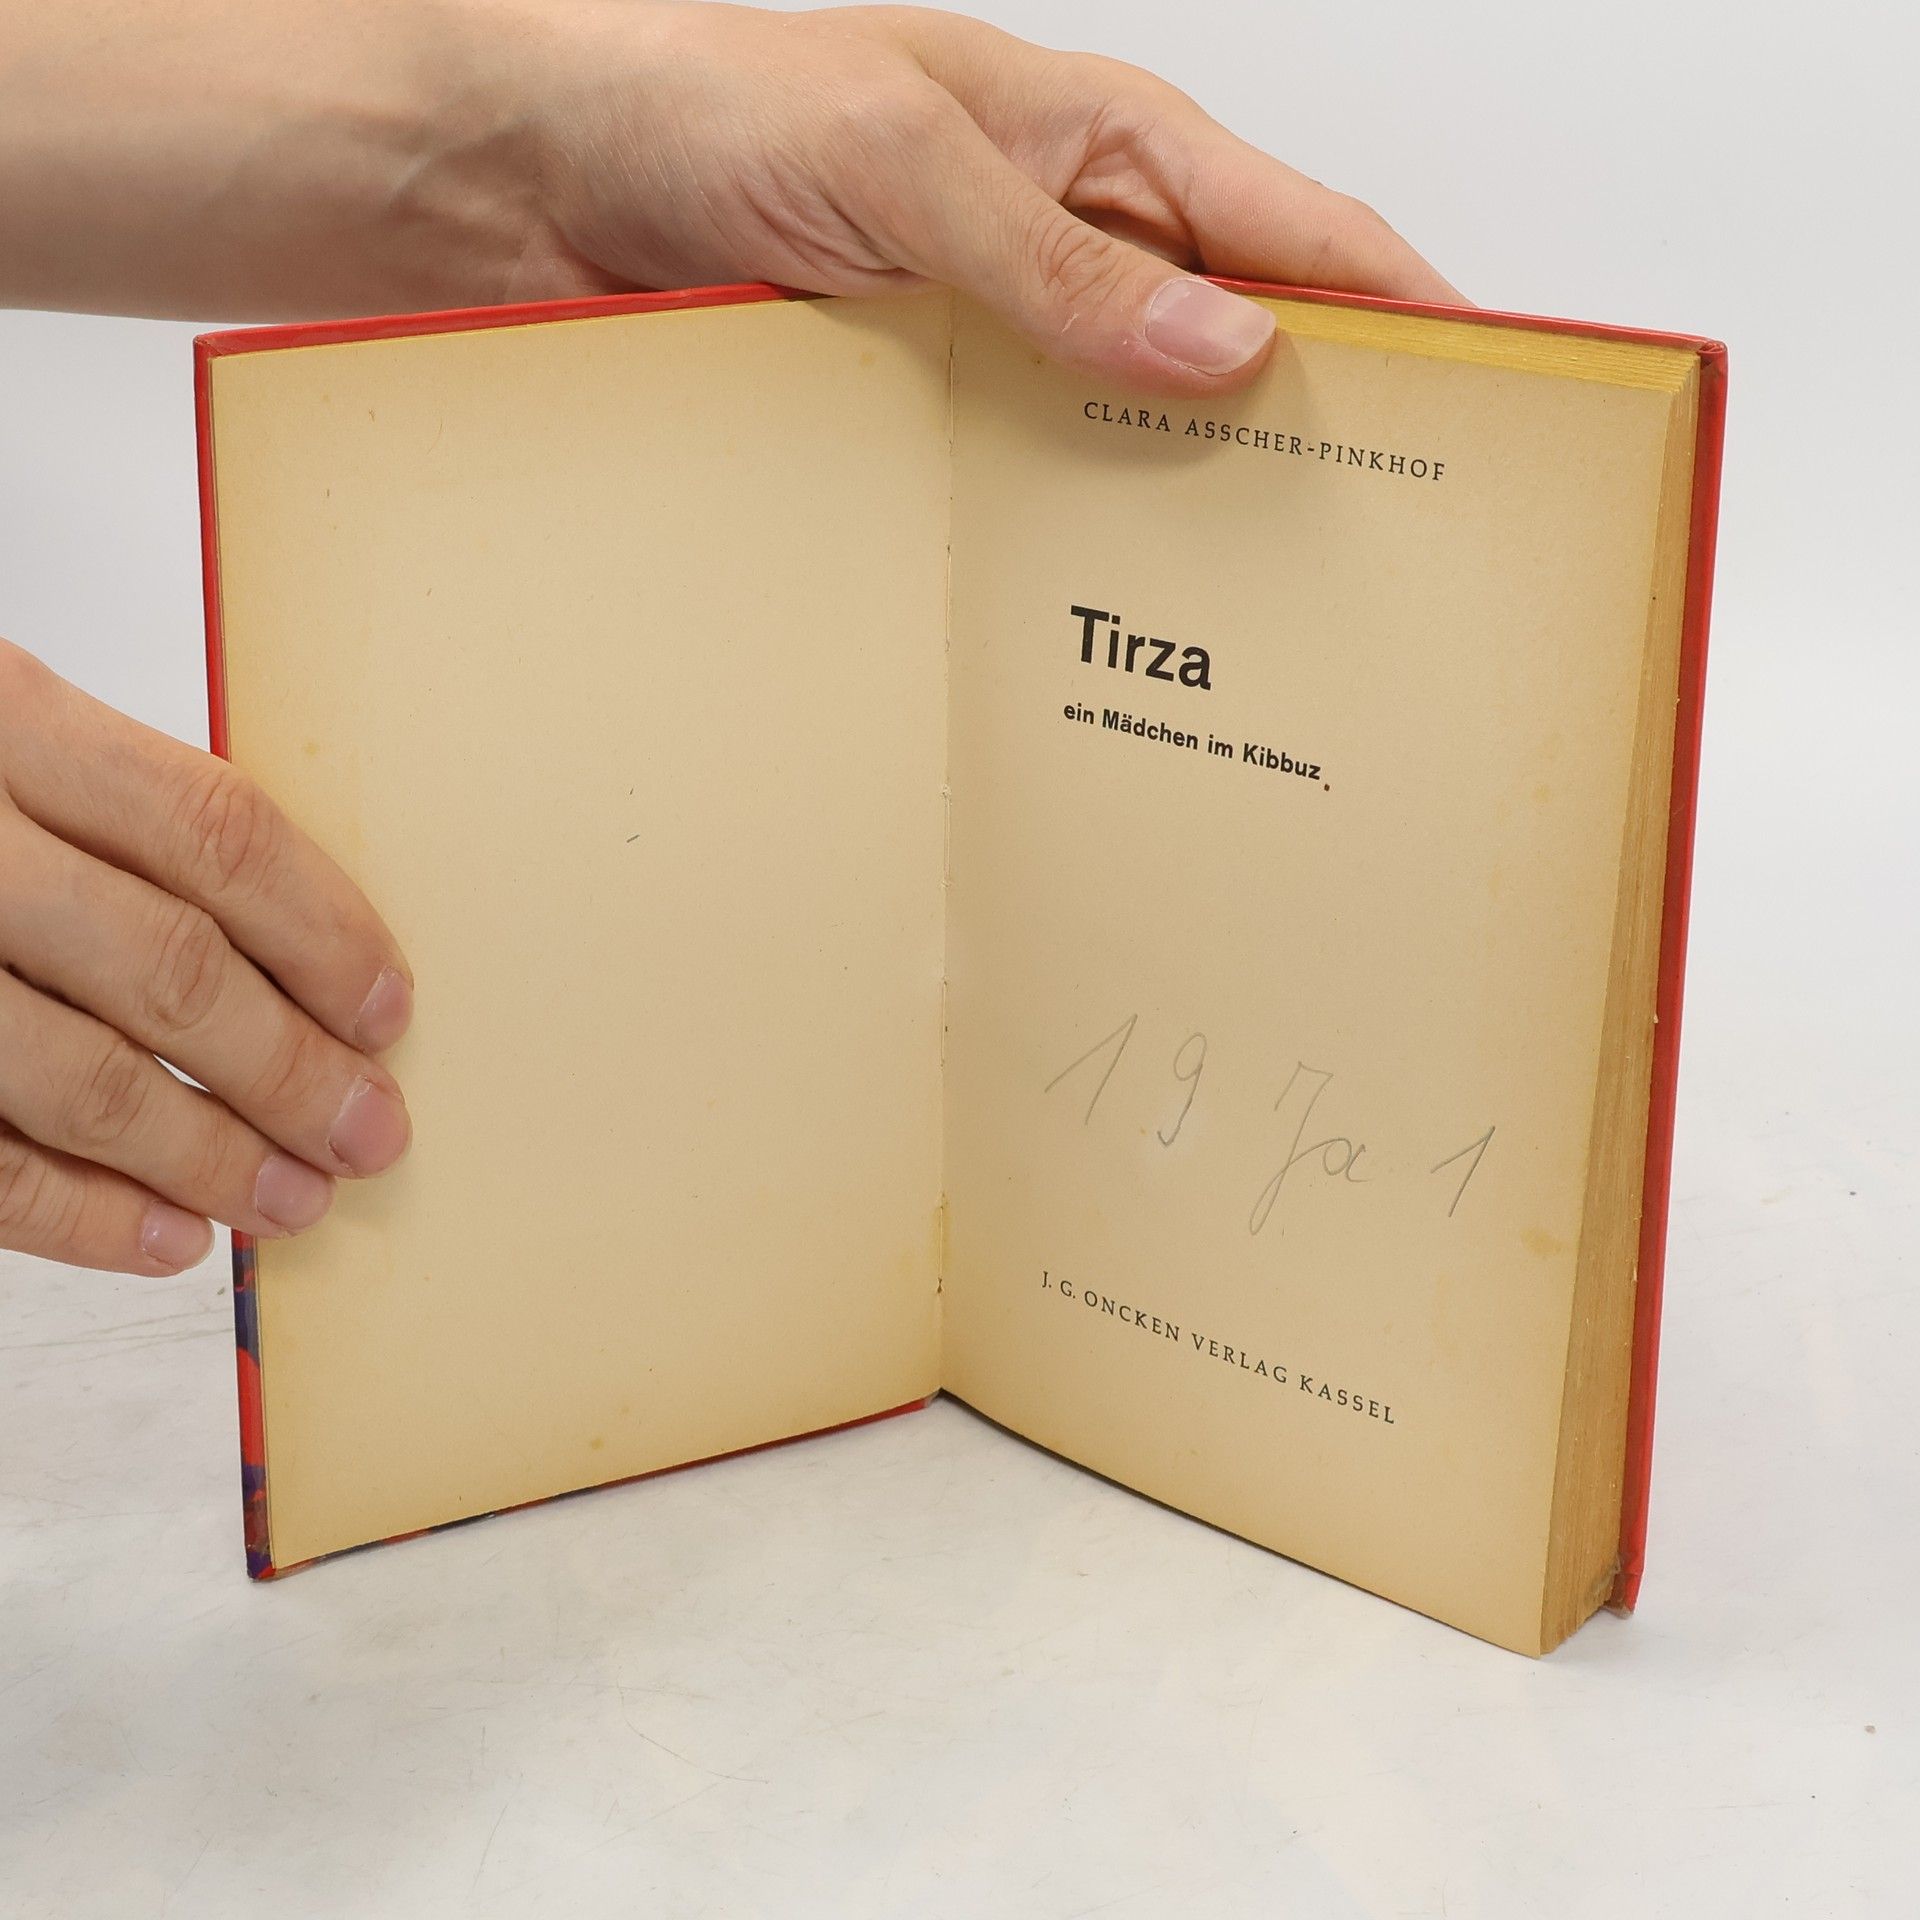 CLARA ASSCHER-PINKHOF
Tirza
ein Mädchen im Kibbuz
19 Ja 1
J. G. ONCKEN VERLAG KASSEL